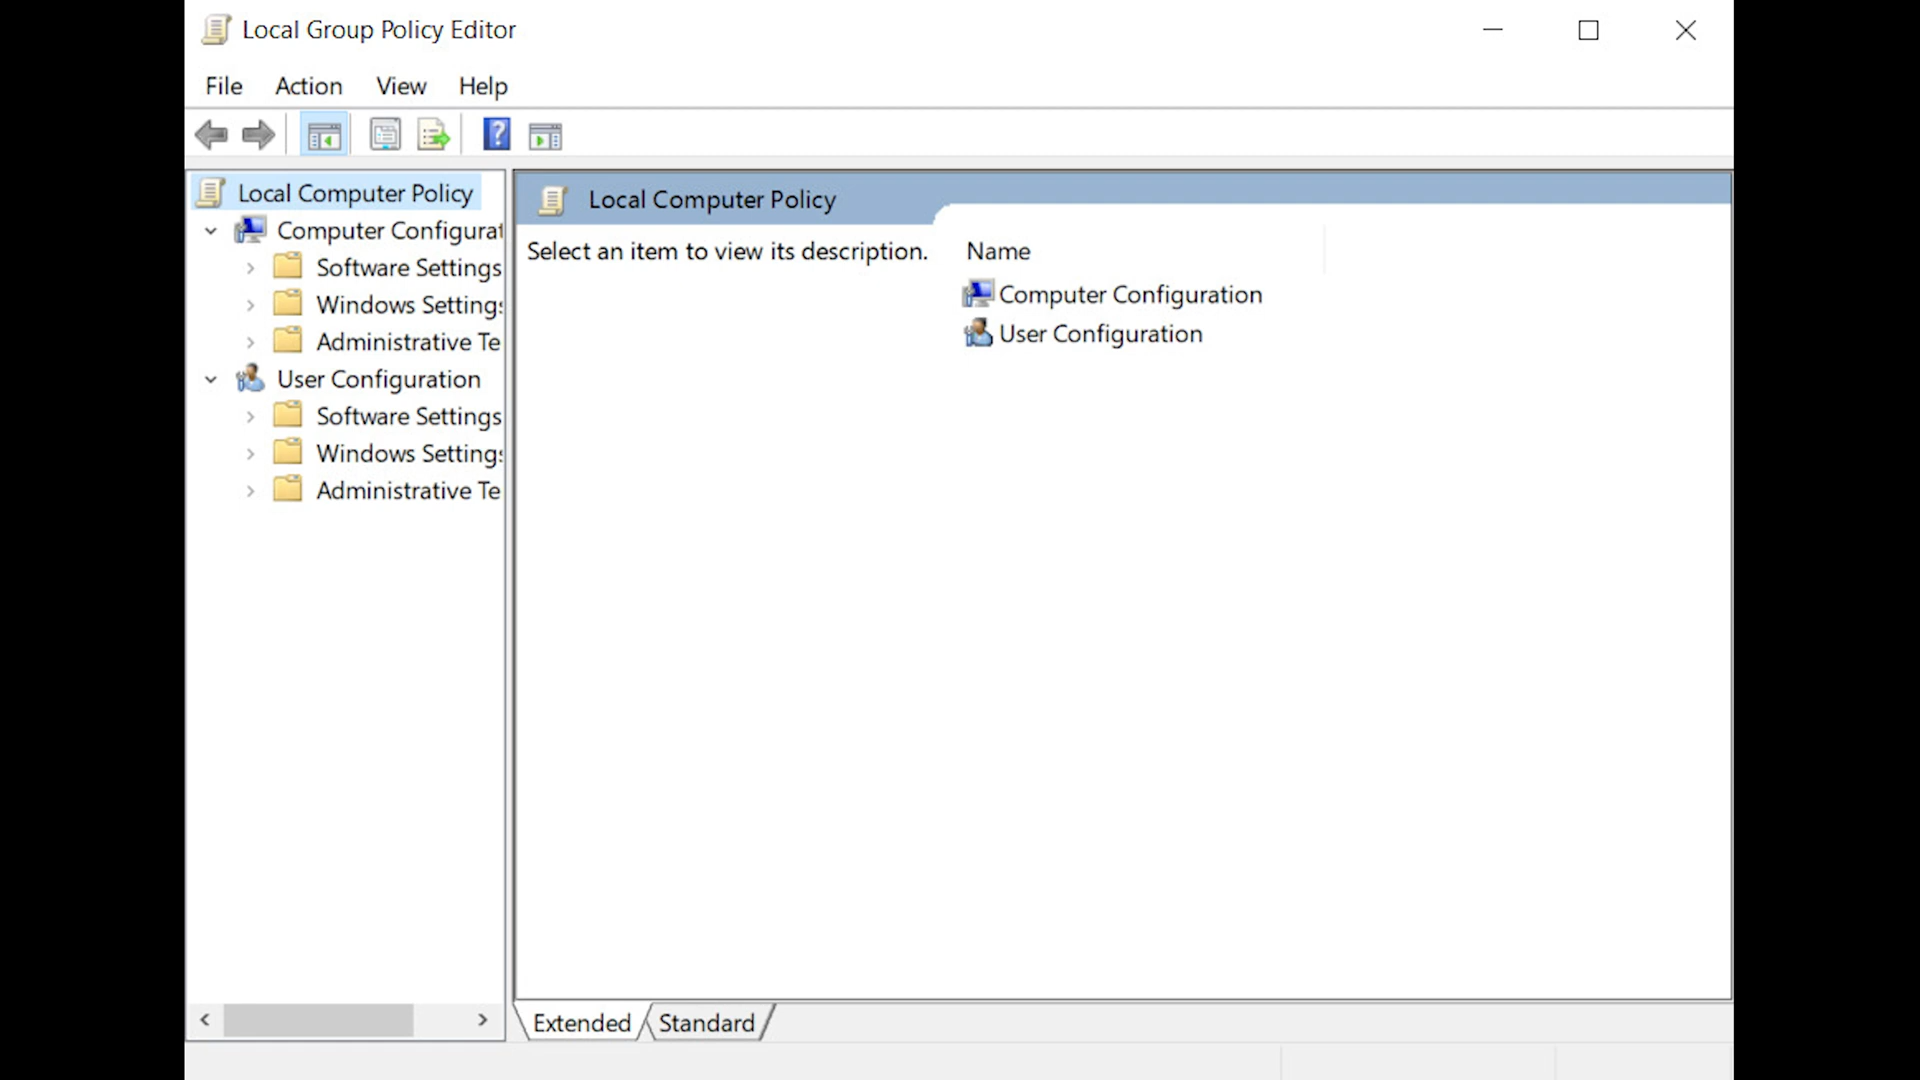 Local Group Policy Editor
File Action View Help
Local Computer Policy
Computer Configurat
Software Settings
Windows Settings
Administrative Te
User Configuration
Software Settings
Windows Settings
Administrative Te
Local Computer Policy
Select an item to view its description.
Name
Computer Configuration
User Configuration
Extended Standard